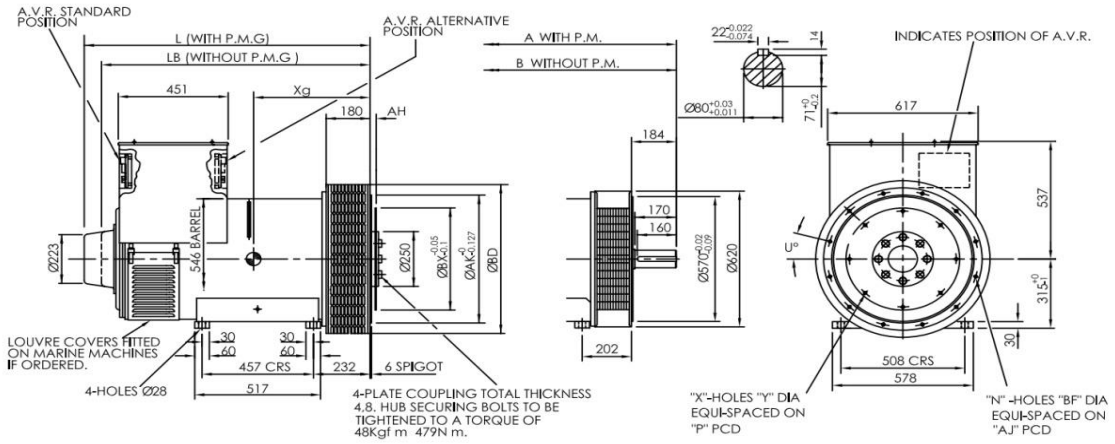 A.V.R. STANDARD
POSITION
A.V.R. ALTERNATIVE
POSITION
L (WITH P.M.G)
LB (WITHOUT P.M.G )
451
Xg
180
AH
Ø223
546 BARREL
Ø250
ØBX-0.05
-0.1
ØAK+0
-0.127
ØBD
LOUVRE COVERS FITTED
ON MARINE MACHINES
IF ORDERED.
30
60
30
60
457 CRS
232
6 SPIGOT
517
4-HOLES Ø28
4-PLATE COUPLING TOTAL THICKNESS
4,8. HUB SECURING BOLTS TO BE
TIGHTENED TO A TORQUE OF
48Kgf m 479N m.
A WITH P.M.
B WITHOUT P.M.
184
170
160
Ø570-0.02
-0.09
Ø620
202
22-0.022
-0.074
14
Ø80+0.03
+0.011
71+0
-0.2
INDICATES POSITION OF A.V.R.
617
537
U°
315+0
-1
30
508 CRS
578
"X"-HOLES "Y" DIA
EQUI-SPACED ON
"P" PCD
"N" -HOLES "BF" DIA
EQUI-SPACED ON
"AJ" PCD